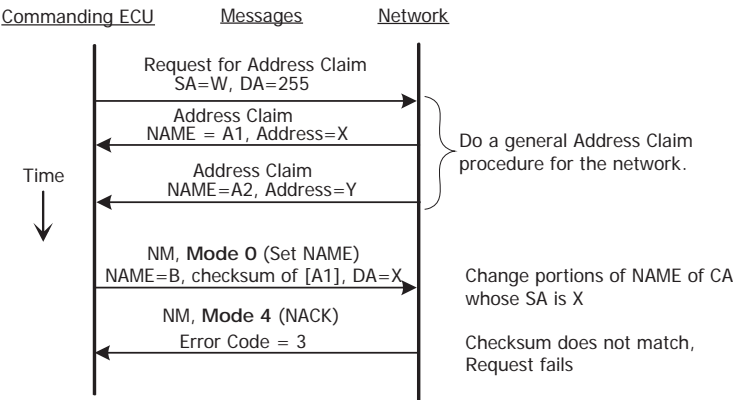 Commanding ECU Messages Network
Request for Address Claim
SA=W, DA=255
Address Claim
NAME = A1, Address=X
Do a general Address Claim
procedure for the network.
Time
Address Claim
NAME=A2, Address=Y
NM, Mode 0 (Set NAME)
NAME=B, checksum of [A1], DA=X
Change portions of NAME of CA
whose SA is X
NM, Mode 4 (NACK)
Error Code = 3
Checksum does not match,
Request fails